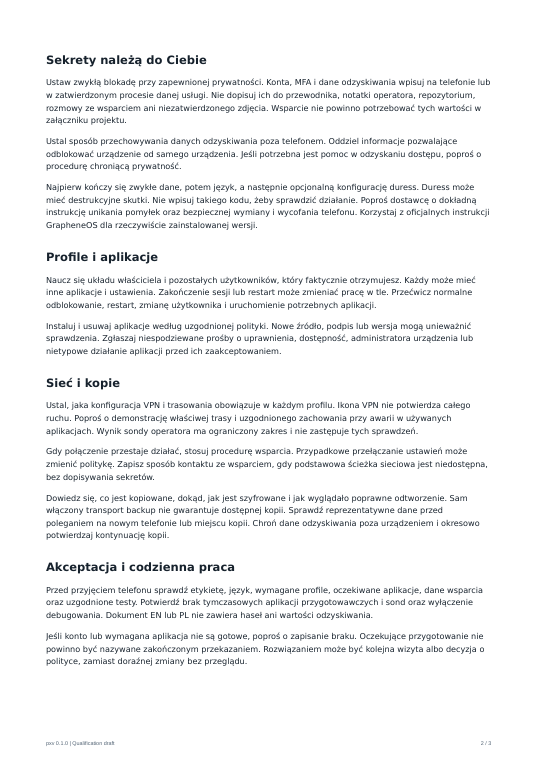 Sekrety należą do Ciebie
Ustaw zwykłą blokadę przy zapewnionej prywatności. Konta, MFA i dane odzyskiwania wpisuj na telefonie lub
w zatwierdzonym procesie danej usługi. Nie dopisuj ich do przewodnika, notatki operatora, repozytorium,
rozmowy ze wsparciem ani niezatwierdzonego zdjęcia. Wsparcie nie powinno potrzebować tych wartości w
załączniku projektu.
Ustal sposób przechowywania danych odzyskiwania poza telefonem. Oddziel informacje pozwalające
odblokować urządzenie od samego urządzenia. Jeśli potrzebna jest pomoc w odzyskaniu dostępu, poproś o
procedurę chroniącą prywatność.
Najpierw kończy się zwykłe dane, potem język, a następnie opcjonalną konfigurację duress. Duress może
mieć destrukcyjne skutki. Nie wpisuj takiego kodu, żeby sprawdzić działanie. Poproś dostawcę o dokładną
instrukcję unikania pomyłek oraz bezpiecznej wymiany i wycofania telefonu. Korzystaj z oficjalnych instrukcji
GrapheneOS dla rzeczywiście zainstalowanej wersji.
Profile i aplikacje
Naucz się układu właściciela i pozostałych użytkowników, który faktycznie otrzymujesz. Każdy może mieć
inne aplikacje i ustawienia. Zakończenie sesji lub restart może zmieniać pracę w tle. Przećwicz normalne
odblokowanie, restart, zmianę użytkownika i uruchomienie potrzebnych aplikacji.
Instaluj i usuwaj aplikacje według uzgodnionej polityki. Nowe źródło, podpis lub wersja mogą unieważnić
sprawdzenia. Zgłaszaj niespodziewane prośby o uprawnienia, dostępność, administratora urządzenia lub
nietypowe działanie aplikacji przed ich zaakceptowaniem.
Sieć i kopie
Ustal, jaka konfiguracja VPN i trasowania obowiązuje w każdym profilu. Ikona VPN nie potwierdza całego
ruchu. Poproś o demonstrację właściwej trasy i uzgodnionego zachowania przy awarii w używanych
aplikacjach. Wynik sondy operatora ma ograniczony zakres i nie zastępuje tych sprawdzeń.
Gdy połączenie przestaje działać, stosuj procedurę wsparcia. Przypadkowe przełączanie ustawień może
zmienić politykę. Zapisz sposób kontaktu ze wsparciem, gdy podstawowa ścieżka sieciowa jest niedostępna,
bez dopisywania sekretów.
Dowiedz się, co jest kopiowane, dokąd, jak jest szyfrowane i jak wyglądało poprawne odtworzenie. Sam
włączony transport backup nie gwarantuje dostępnej kopii. Sprawdź reprezentatywne dane przed
poleganiem na nowym telefonie lub miejscu kopii. Chroń dane odzyskiwania poza urządzeniem i okresowo
potwierdzaj kontynuację kopii.
Akceptacja i codzienna praca
Przed przyjęciem telefonu sprawdź etykietę, język, wymagane profile, oczekiwane aplikacje, dane wsparcia
oraz uzgodnione testy. Potwierdź brak tymczasowych aplikacji przygotowawczych i sond oraz wyłączenie
debugowania. Dokument EN lub PL nie zawiera haseł ani wartości odzyskiwania.
Jeśli konto lub wymagana aplikacja nie są gotowe, poproś o zapisanie braku. Oczekujące przygotowanie nie
powinno być nazywane zakończonym przekazaniem. Rozwiązaniem może być kolejna wizyta albo decyzja o
polityce, zamiast doraźnej zmiany bez przeglądu.
pxv 0.1.0 | Qualification draft
2 / 3